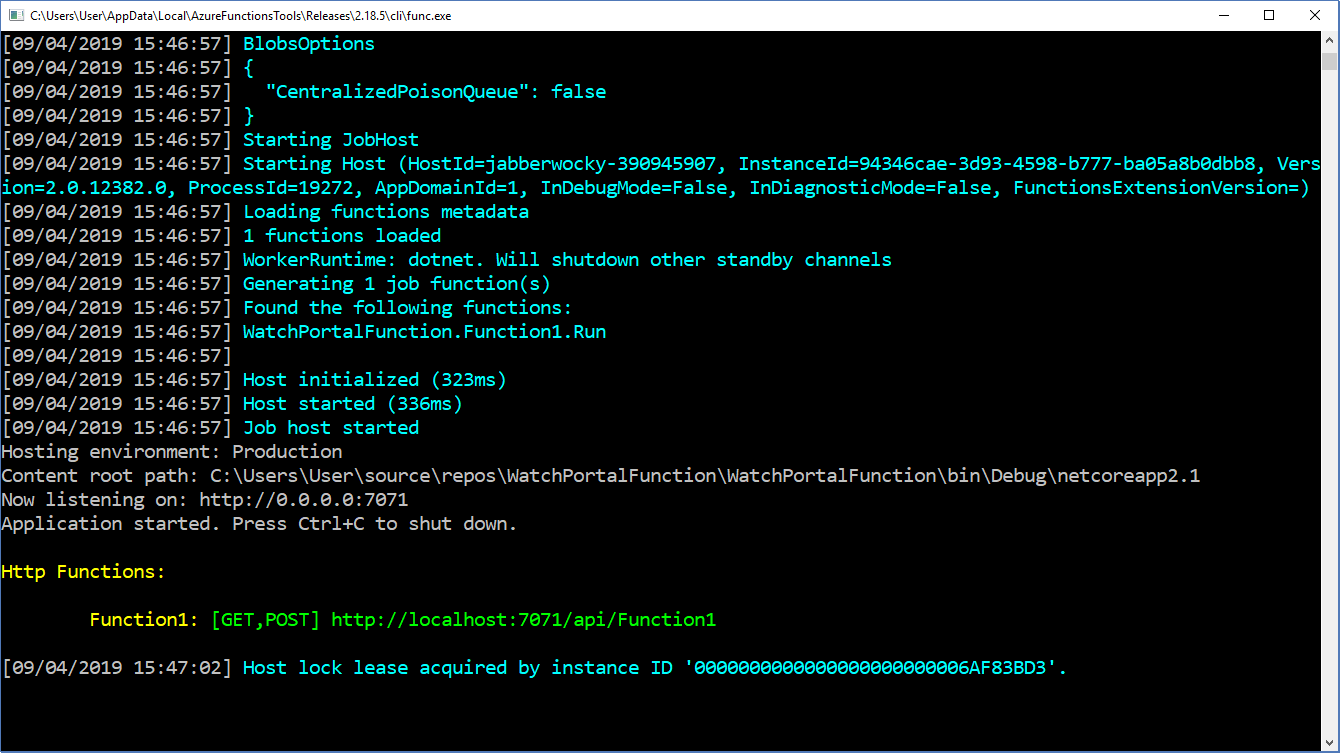 C:\Users\User\AppData\Local\AzureFunctionsTools\Releases\2.18.5\cli\func.exe
[09/04/2019 15:46:57] BlobsOptions
[09/04/2019 15:46:57] {
[09/04/2019 15:46:57]   "CentralizedPoisonQueue": false
[09/04/2019 15:46:57] }
[09/04/2019 15:46:57] Starting JobHost
[09/04/2019 15:46:57] Starting Host (HostId=jabberwocky-390945907, InstanceId=94346cae-3d93-4598-b777-ba05a8b0dbb8, Vers
ion=2.0.12382.0, ProcessId=19272, AppDomainId=1, InDebugMode=False, InDiagnosticMode=False, FunctionsExtensionVersion=)
[09/04/2019 15:46:57] Loading functions metadata
[09/04/2019 15:46:57] 1 functions loaded
[09/04/2019 15:46:57] WorkerRuntime: dotnet. Will shutdown other standby channels
[09/04/2019 15:46:57] Generating 1 job function(s)
[09/04/2019 15:46:57] Found the following functions:
[09/04/2019 15:46:57] WatchPortalFunction.Function1.Run
[09/04/2019 15:46:57]
[09/04/2019 15:46:57] Host initialized (323ms)
[09/04/2019 15:46:57] Host started (336ms)
[09/04/2019 15:46:57] Job host started
Hosting environment: Production
Content root path: C:\Users\User\source\repos\WatchPortalFunction\WatchPortalFunction\bin\Debug\netcoreapp2.1
Now listening on: http://0.0.0.0:7071
Application started. Press Ctrl+C to shut down.
Http Functions:
Function1: [GET,POST] http://localhost:7071/api/Function1
[09/04/2019 15:47:02] Host lock lease acquired by instance ID '0000000000000000000000006AF83BD3'.